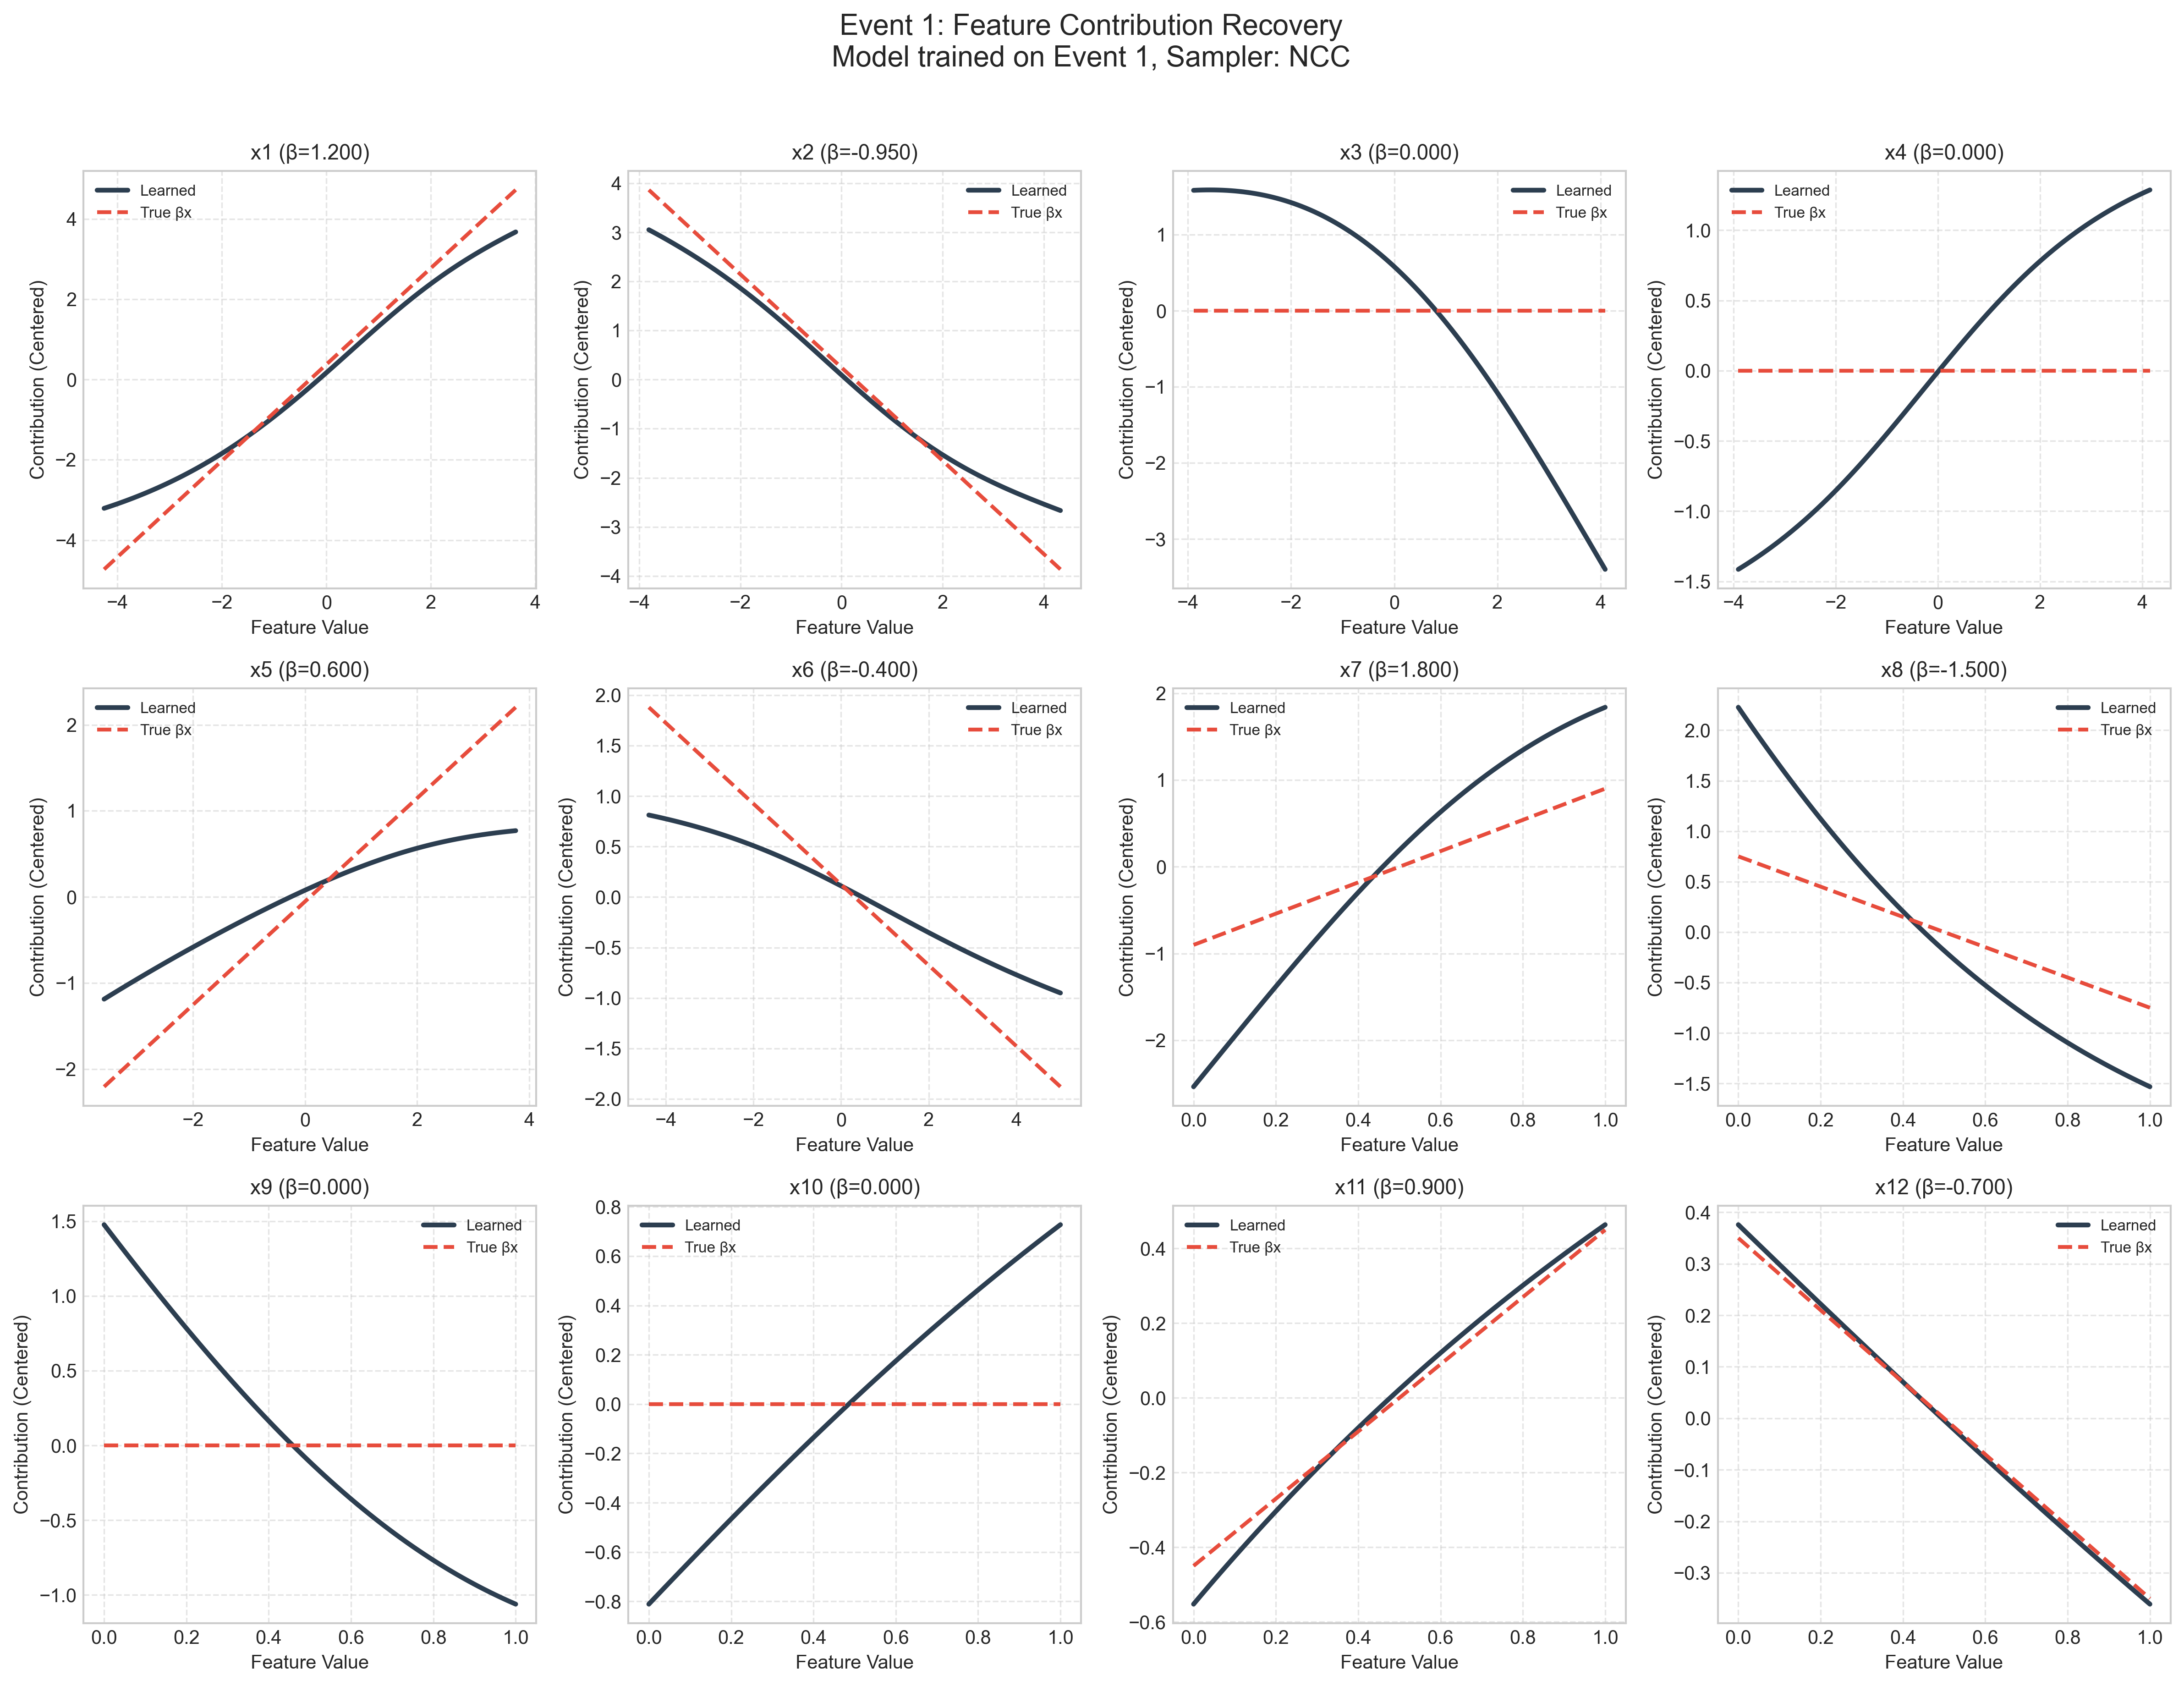 Event 1: Feature Contribution Recovery
Model trained on Event 1, Sampler: NCC
x1 (β=1.200)
Learned
True βx
4
2
0
−2
−4
Contribution (Centered)
−4 −2 0 2 4
Feature Value
x2 (β=-0.950)
Learned
True βx
4
3
2
1
0
−1
−2
−3
−4
Contribution (Centered)
−4 −2 0 2 4
Feature Value
x3 (β=0.000)
Learned
True βx
1
0
−1
−2
−3
Contribution (Centered)
−4 −2 0 2 4
Feature Value
x4 (β=0.000)
Learned
True βx
1.0
0.5
0.0
−0.5
−1.0
−1.5
Contribution (Centered)
−4 −2 0 2 4
Feature Value
x5 (β=0.600)
Learned
True βx
2
1
0
−1
−2
Contribution (Centered)
−2 0 2 4
Feature Value
x6 (β=-0.400)
Learned
True βx
2.0
1.5
1.0
0.5
0.0
−0.5
−1.0
−1.5
−2.0
Contribution (Centered)
−4 −2 0 2 4
Feature Value
x7 (β=1.800)
Learned
True βx
2
1
0
−1
−2
Contribution (Centered)
0.0 0.2 0.4 0.6 0.8 1.0
Feature Value
x8 (β=-1.500)
Learned
True βx
2.0
1.5
1.0
0.5
0.0
−0.5
−1.0
−1.5
Contribution (Centered)
0.0 0.2 0.4 0.6 0.8 1.0
Feature Value
x9 (β=0.000)
Learned
True βx
1.5
1.0
0.5
0.0
−0.5
−1.0
Contribution (Centered)
0.0 0.2 0.4 0.6 0.8 1.0
Feature Value
x10 (β=0.000)
Learned
True βx
0.8
0.6
0.4
0.2
0.0
−0.2
−0.4
−0.6
−0.8
Contribution (Centered)
0.0 0.2 0.4 0.6 0.8 1.0
Feature Value
x11 (β=0.900)
Learned
True βx
0.4
0.2
0.0
−0.2
−0.4
−0.6
Contribution (Centered)
0.0 0.2 0.4 0.6 0.8 1.0
Feature Value
x12 (β=-0.700)
Learned
True βx
0.4
0.3
0.2
0.1
0.0
−0.1
−0.2
−0.3
Contribution (Centered)
0.0 0.2 0.4 0.6 0.8 1.0
Feature Value